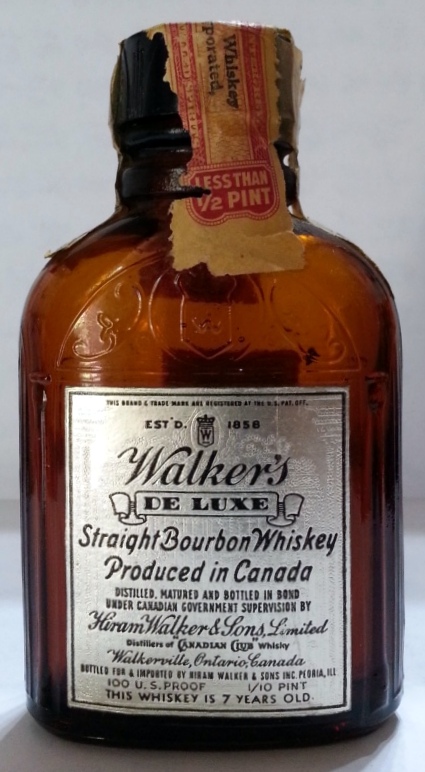 Whiskey
porated,
LESS THAN
1/2 PINT
THIS BRAND & TRADE MARK ARE REGISTERED AT THE U.S. PAT. OFF.
EST'D. W 1858
Walker's
DE LUXE
Straight Bourbon Whiskey
Produced in Canada
DISTILLED, MATURED AND BOTTLED IN BOND
UNDER CANADIAN GOVERNMENT SUPERVISION BY
Hiram Walker & Sons, Limited
Distillers of "CANADIAN CLUB" Whisky
Walkerville, Ontario, Canada
BOTTLED FOR & IMPORTED BY HIRAM WALKER & SONS INC. PEORIA, ILL
100 U.S. PROOF 1/10 PINT
THIS WHISKEY IS 7 YEARS OLD.